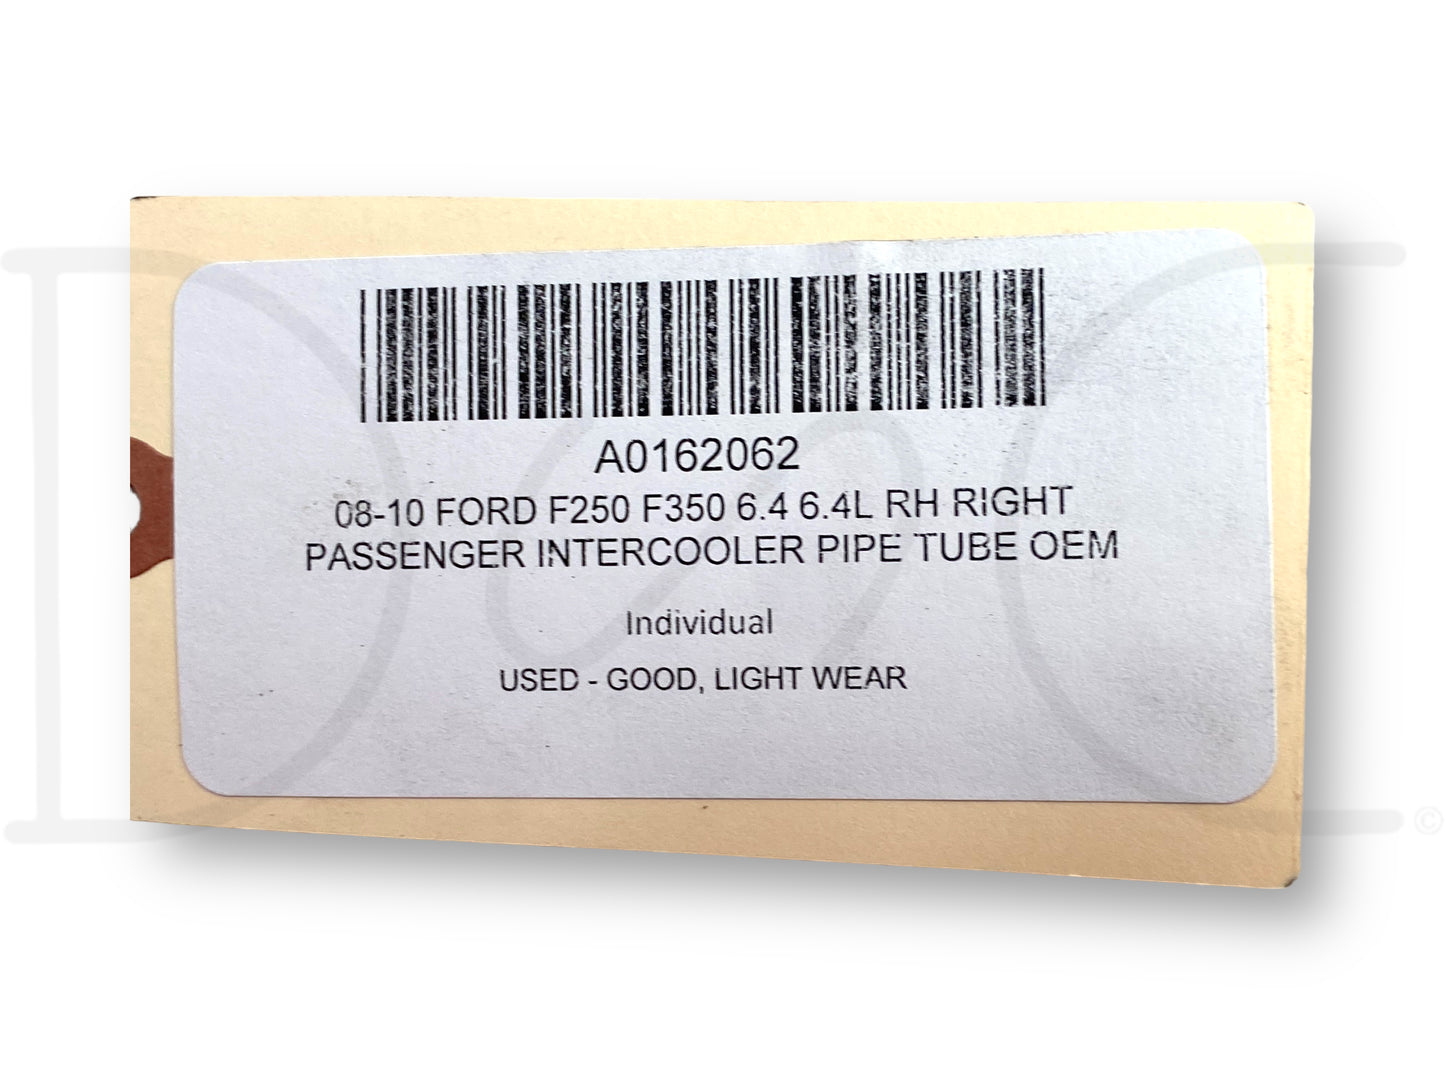 A0162062
08-10 FORD F250 F350 6.4 6.4L RH RIGHT
PASSENGER INTERCOOLER PIPE TUBE OEM
Individual
USED - GOOD, LIGHT WEAR
©